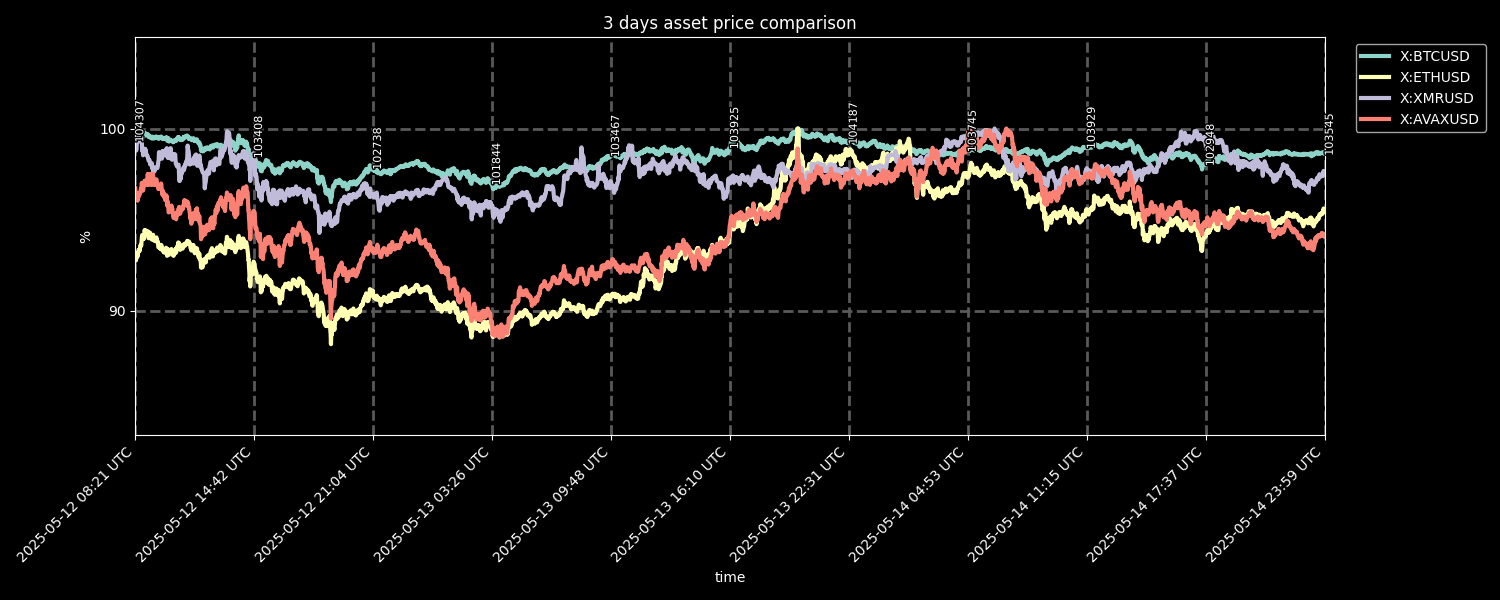 3 days asset price comparison
X:BTCUSD
X:ETHUSD
X:XMRUSD
X:AVAXUSD
100
90
%
104307
103408
102738
101844
103467
103925
104187
103745
103929
102948
103545
2025-05-12 08:21 UTC
2025-05-12 14:42 UTC
2025-05-12 21:04 UTC
2025-05-13 03:26 UTC
2025-05-13 09:48 UTC
2025-05-13 16:10 UTC
2025-05-13 22:31 UTC
2025-05-14 04:53 UTC
2025-05-14 11:15 UTC
2025-05-14 17:37 UTC
2025-05-14 23:59 UTC
time